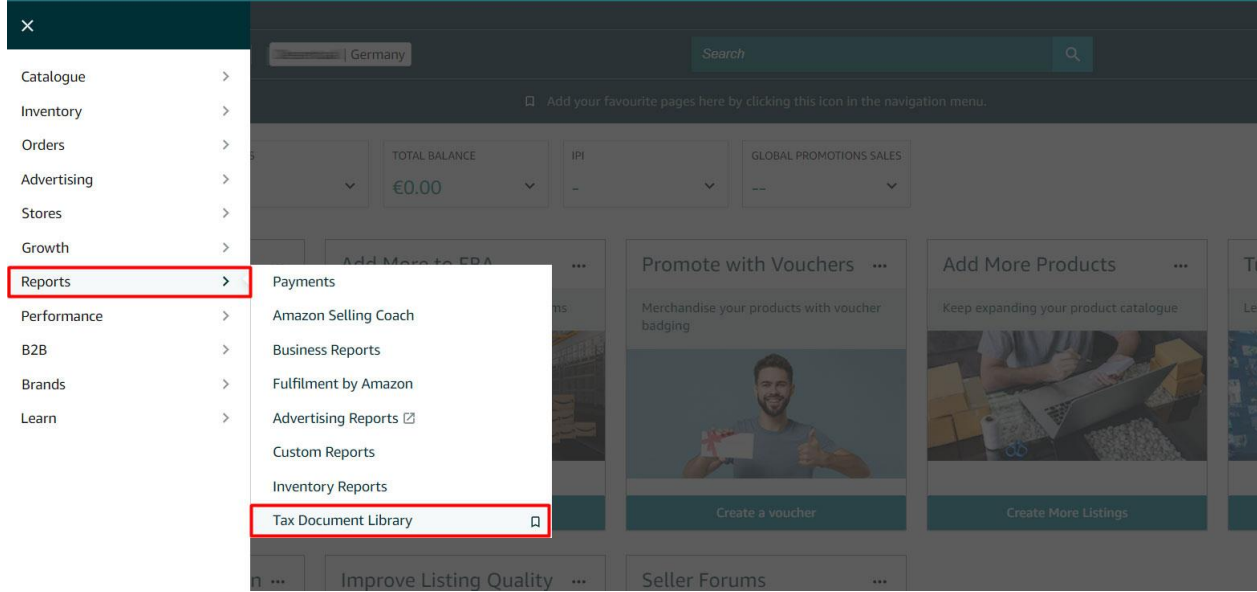 | Germany
Search
Add your favourite pages here by clicking this icon in the navigation menu.
Catalogue
Inventory
Orders
Advertising
Stores
Growth
Reports
Performance
B2B
Brands
Learn
Payments
Amazon Selling Coach
Business Reports
Fulfilment by Amazon
Advertising Reports
Custom Reports
Inventory Reports
Tax Document Library
TOTAL BALANCE
€0.00
IPI
-
GLOBAL PROMOTIONS SALES
--
Add More to FBA
Promote with Vouchers
Merchandise your products with voucher
badging
Create a voucher
Add More Products
Keep expanding your product catalogue
Create More Listings
Improve Listing Quality
Seller Forums